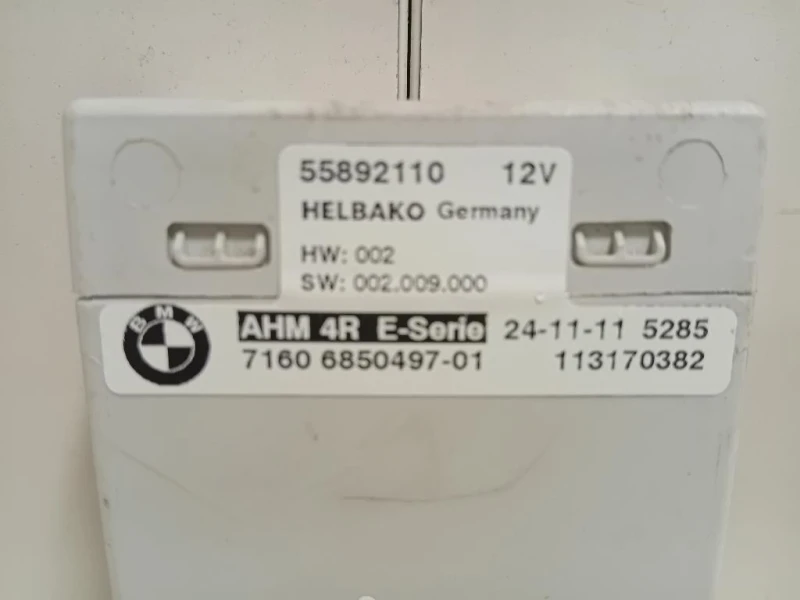 55892110 12V
HELBAKO Germany
HW: 002
SW: 002.009.000
BMW
AHM 4R E-Serie 24-11-11 5285
7160 6850497-01 113170382